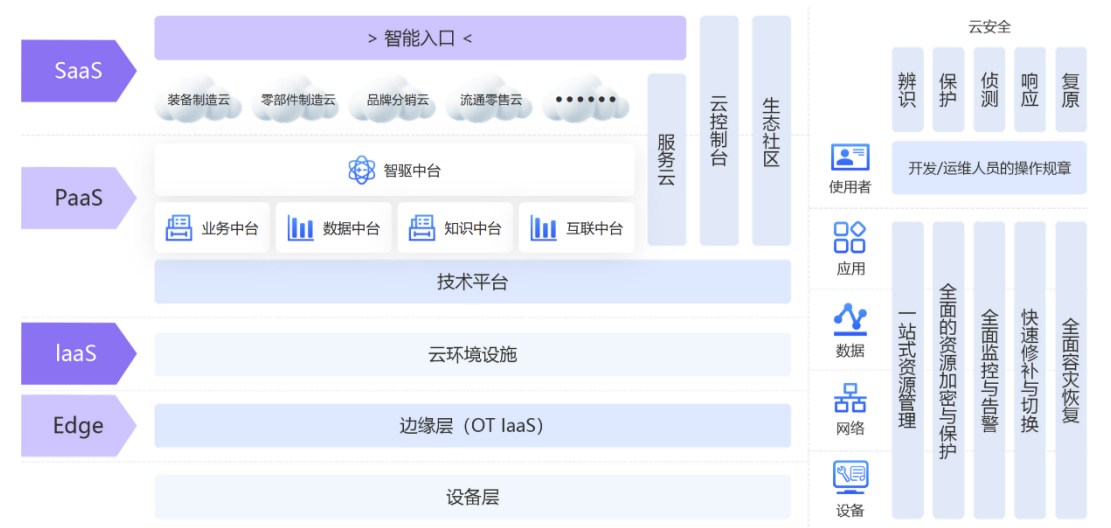 SaaS
> 智能入口 <
装备制造云
零部件制造云
品牌分销云
流通零售云
••••••
服务云
云控制台
生态社区
PaaS
智驱中台
业务中台
数据中台
知识中台
互联中台
技术平台
IaaS
云环境设施
Edge
边缘层（OT IaaS）
设备层
云安全
辨识
保护
侦测
响应
复原
使用者
开发/运维人员的操作规章
应用
数据
网络
设备
一站式资源管理
全面的资源加密与保护
全面监控与告警
快速修补与切换
全面容灾恢复